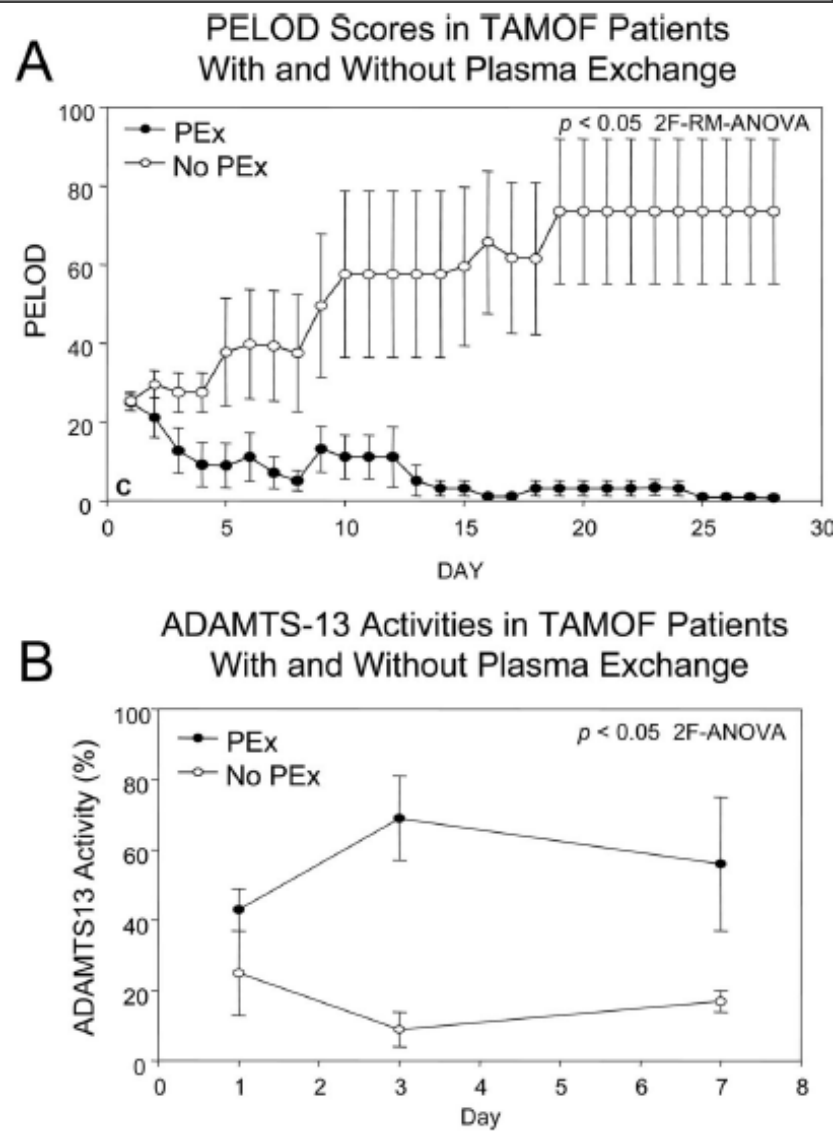 A
PELOD Scores in TAMOF Patients
With and Without Plasma Exchange
p < 0.05 2F-RM-ANOVA
PEx
No PEx
PELOD
100
80
60
40
20
0
C
0 5 10 15 20 25 30
DAY
B
ADAMTS-13 Activities in TAMOF Patients
With and Without Plasma Exchange
p < 0.05 2F-ANOVA
PEx
No PEx
ADAMTS13 Activity (%)
100
80
60
40
20
0
0 1 2 3 4 5 6 7 8
Day